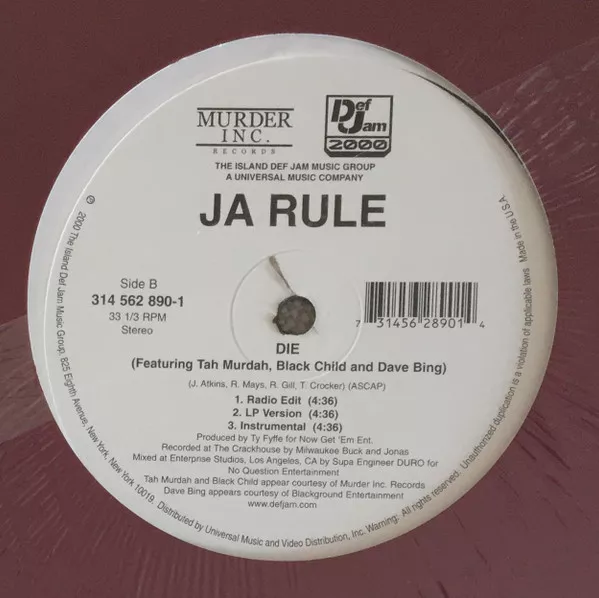 MURDER
INC.
RECORDS
Def
Jam
2000
THE ISLAND DEF JAM MUSIC GROUP
A UNIVERSAL MUSIC COMPANY
JA RULE
Side B
314 562 890-1
33 1/3 RPM
Stereo
7 31456 28901 4
DIE
(Featuring Tah Murdah, Black Child and Dave Bing)
(J. Atkins, R. Mays, R. Gill, T. Crocker) (ASCAP)
1. Radio Edit (4:36)
2. LP Version (4:36)
3. Instrumental (4:36)
Produced by Ty Fyffe for Now Get 'Em Ent.
Recorded at The Crackhouse by Milwaukee Buck and Jonas
Mixed at Enterprise Studios, Los Angeles, CA by Supa Engineer DURO for
No Question Entertainment
Tah Murdah and Black Child appear courtesy of Murder Inc. Records
Dave Bing appears courtesy of Blackground Entertainment
www.defjam.com
℗ 2000 The Island Def Jam Music Group, 825 Eighth Avenue, New York, New York 10019. Distributed by Universal Music and Video Distribution, Inc. Warning: All rights reserved. Unauthorized duplication is a violation of applicable laws. Made in the U.S.A.